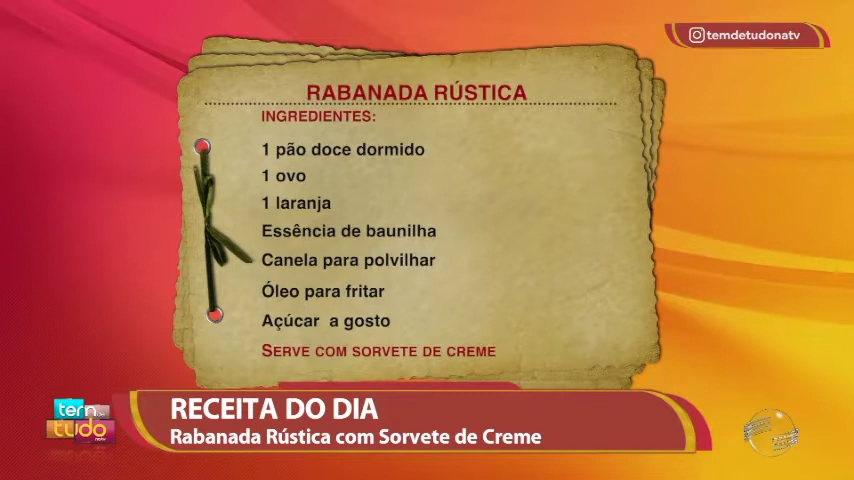 temdetudonatv
RABANADA RÚSTICA
INGREDIENTES:
1 pão doce dormido
1 ovo
1 laranja
Essência de baunilha
Canela para polvilhar
Óleo para fritar
Açúcar a gosto
SERVE COM SORVETE DE CREME
tem
tudo
RECEITA DO DIA
Rabanada Rústica com Sorvete de Creme